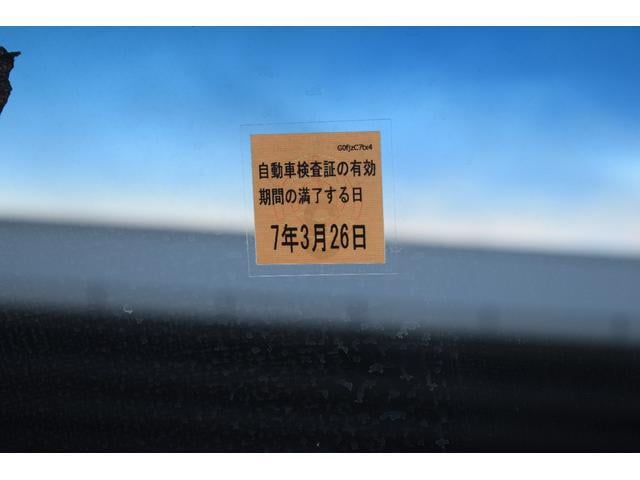 G0fjzC7tx4
自動車検査証の有効
期間の満了する日
7年3月26日